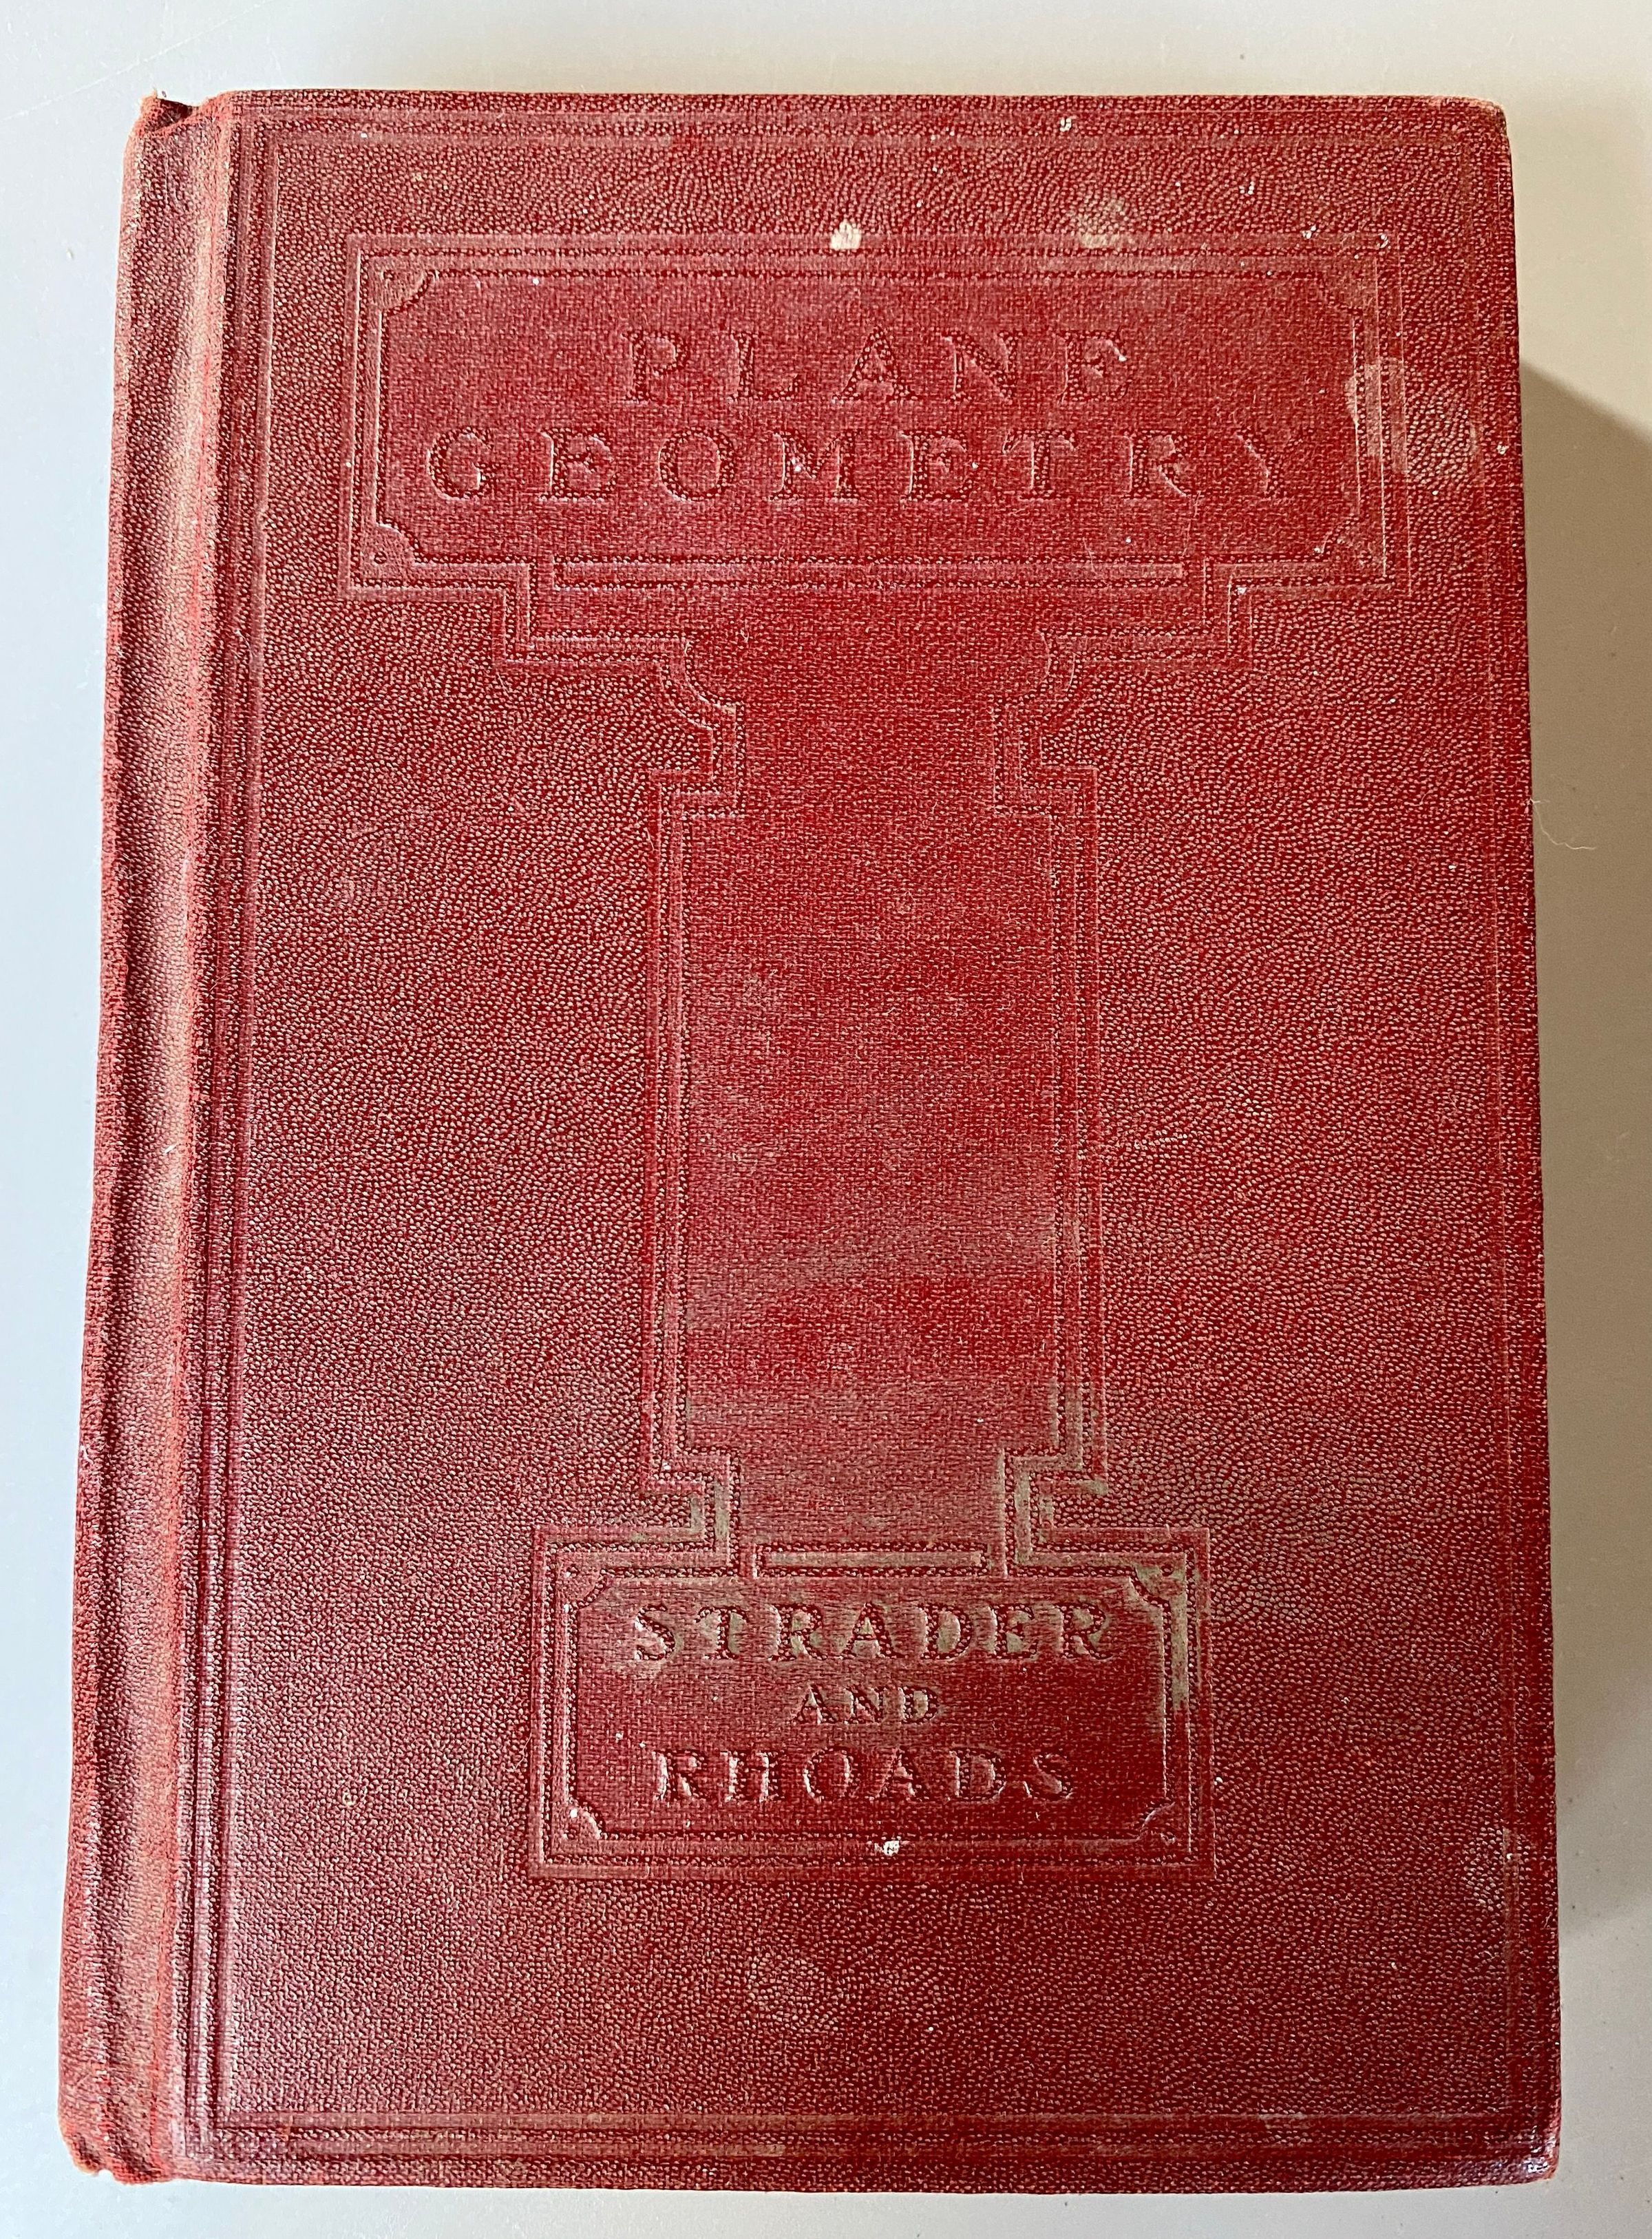 PLANE
GEOMETRY
STRADER
AND
RHOADS